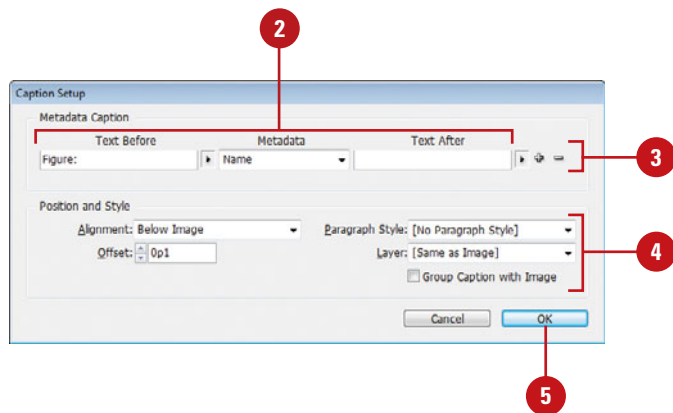 2
Caption Setup
Metadata Caption
Text Before Metadata Text After
Figure: Name
3
Position and Style
Alignment: Below Image Paragraph Style: [No Paragraph Style]
Offset: 0p1 Layer: [Same as Image]
4
Group Caption with Image
Cancel OK
5